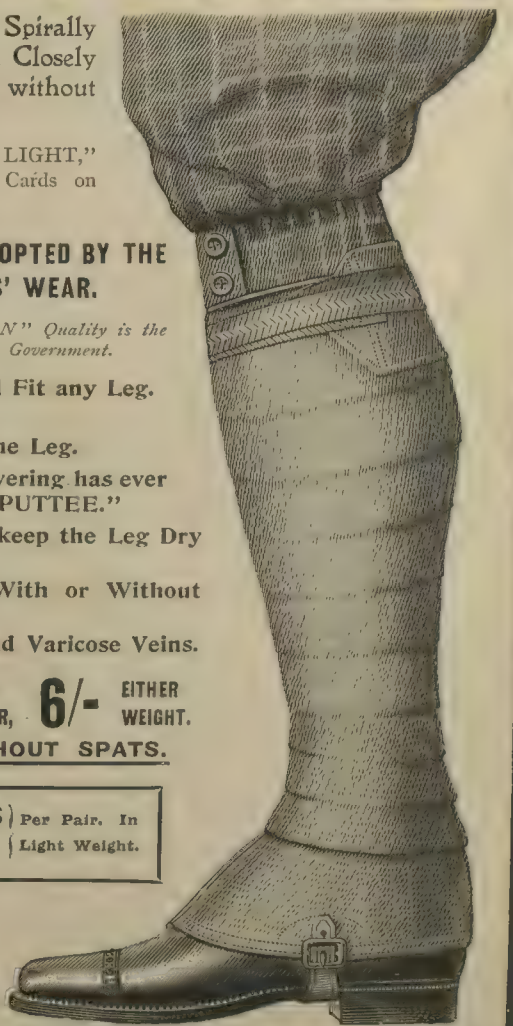 Spirally
Closely
without
LIGHT,"
Cards on
OPTED BY THE
S' WEAR.
N" Quality is the
Government.
Fit any Leg.
he Leg.
vering has ever
PUTTEE."
keep the Leg Dry
With or Without
d Varicose Veins.
R, 6/- EITHER WEIGHT.
HOUT SPATS.
Per Pair. In
Light Weight.